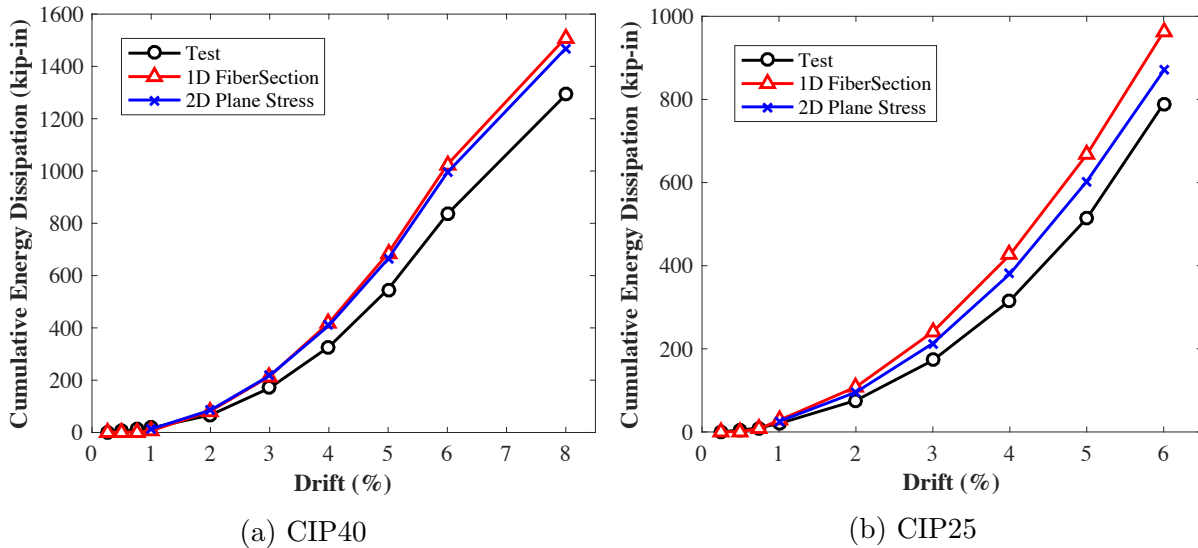 1600
1400
1200
1000
800
600
400
200
0
Cumulative Energy Dissipation (kip-in)
Test
1D FiberSection
2D Plane Stress
0 1 2 3 4 5 6 7 8
Drift (%)
(a) CIP40
1000
800
600
400
200
0
Cumulative Energy Dissipation (kip-in)
Test
1D FiberSection
2D Plane Stress
0 1 2 3 4 5 6
Drift (%)
(b) CIP25